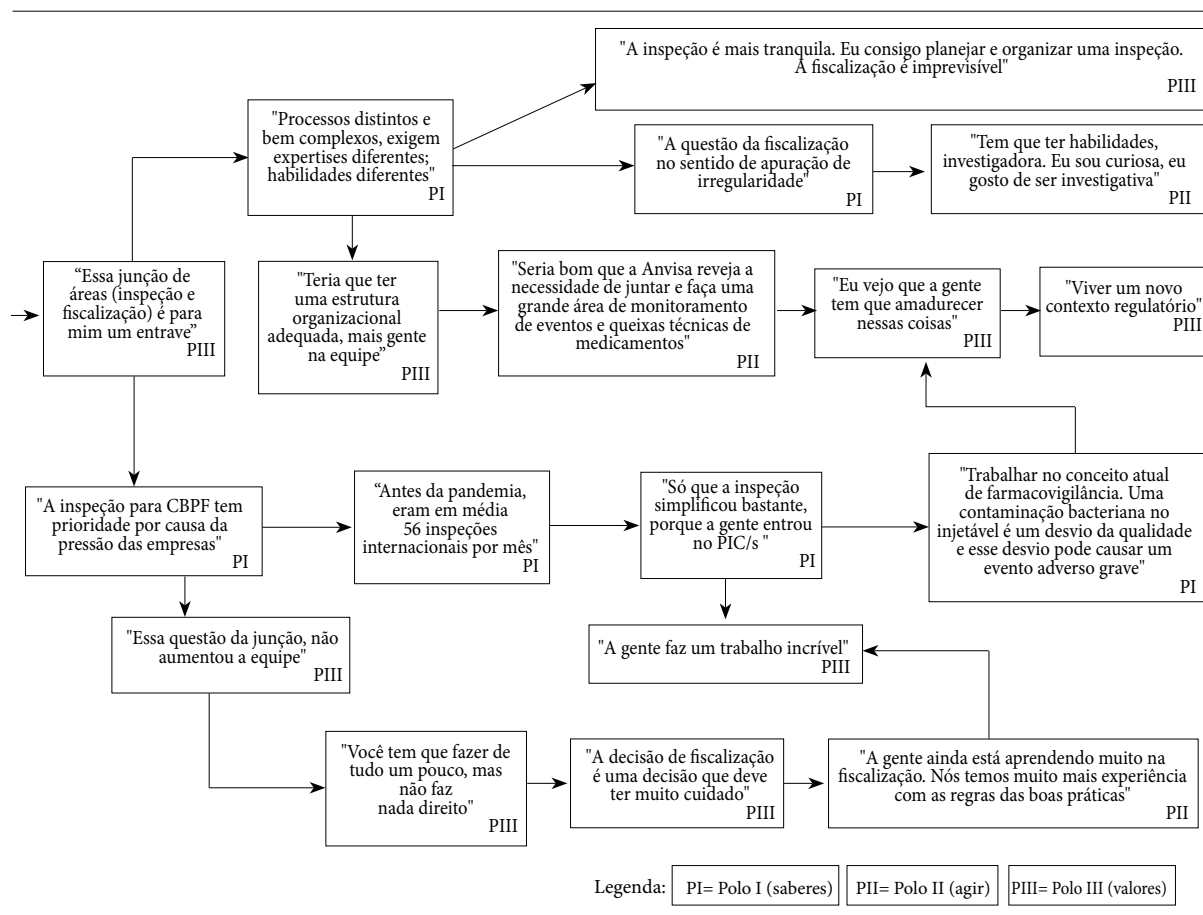 "A inspeção é mais tranquila. Eu consigo planejar e organizar uma inspeção.
A fiscalização é imprevisível"
PIII
"Processos distintos e
bem complexos, exigem
expertises diferentes;
habilidades diferentes"
PI
"A questão da fiscalização
no sentido de apuração de
irregularidade"
PI
"Tem que ter habilidades,
investigadora. Eu sou curiosa, eu
gosto de ser investigativa"
PII
“Essa junção de
áreas (inspeção e
fiscalização) é para
mim um entrave”
PIII
"Teria que ter
uma estrutura
organizacional
adequada, mais gente
na equipe”
PIII
"Seria bom que a Anvisa reveja a
necessidade de juntar e faça uma
grande área de monitoramento
de eventos e queixas técnicas de
medicamentos"
PII
"Eu vejo que a gente
tem que amadurecer
nessas coisas"
PIII
"Viver um novo
contexto regulatório"
PIII
"A inspeção para CBPF tem
prioridade por causa da
pressão das empresas"
PI
“Antes da pandemia,
eram em média
56 inspeções
internacionais por mês"
PI
"Só que a inspeção
simplificou bastante,
porque a gente entrou
no PIC/s "
PI
"Trabalhar no conceito atual
de farmacovigilância. Uma
contaminação bacteriana no
injetável é um desvio da qualidade
e esse desvio pode causar um
evento adverso grave"
PI
"Essa questão da junção, não
aumentou a equipe"
PIII
"A gente faz um trabalho incrível"
PIII
"Você tem que fazer de
tudo um pouco, mas
não faz
nada direito"
PIII
"A decisão de fiscalização
é uma decisão que deve
ter muito cuidado"
PIII
"A gente ainda está aprendendo muito na
fiscalização. Nós temos muito mais experiência
com as regras das boas práticas"
PII
Legenda: PI= Polo I (saberes) PII= Polo II (agir) PIII= Polo III (valores)